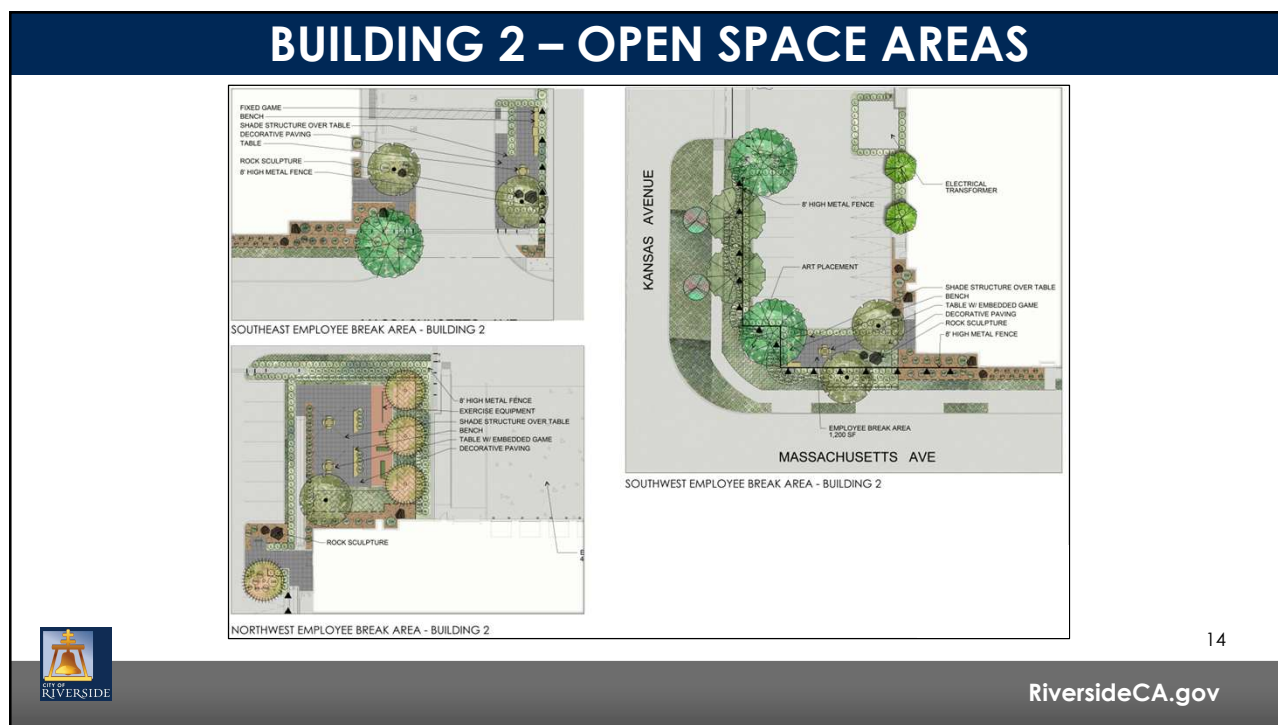 BUILDING 2 – OPEN SPACE AREAS
FIXED GAME
BENCH
SHADE STRUCTURE OVER TABLE
DECORATIVE PAVING
TABLE
ROCK SCULPTURE
8' HIGH METAL FENCE
SOUTHEAST EMPLOYEE BREAK AREA - BUILDING 2
8' HIGH METAL FENCE
EXERCISE EQUIPMENT
SHADE STRUCTURE OVER TABLE
BENCH
TABLE W/ EMBEDDED GAME
DECORATIVE PAVING
ROCK SCULPTURE
NORTHWEST EMPLOYEE BREAK AREA - BUILDING 2
KANSAS AVENUE
ELECTRICAL
TRANSFORMER
8' HIGH METAL FENCE
ART PLACEMENT
SHADE STRUCTURE OVER TABLE
BENCH
TABLE W/ EMBEDDED GAME
DECORATIVE PAVING
ROCK SCULPTURE
8' HIGH METAL FENCE
EMPLOYEE BREAK AREA
1,200 SF
MASSACHUSETTS AVE
SOUTHWEST EMPLOYEE BREAK AREA - BUILDING 2
14
CITY OF
RIVERSIDE
RiversideCA.gov